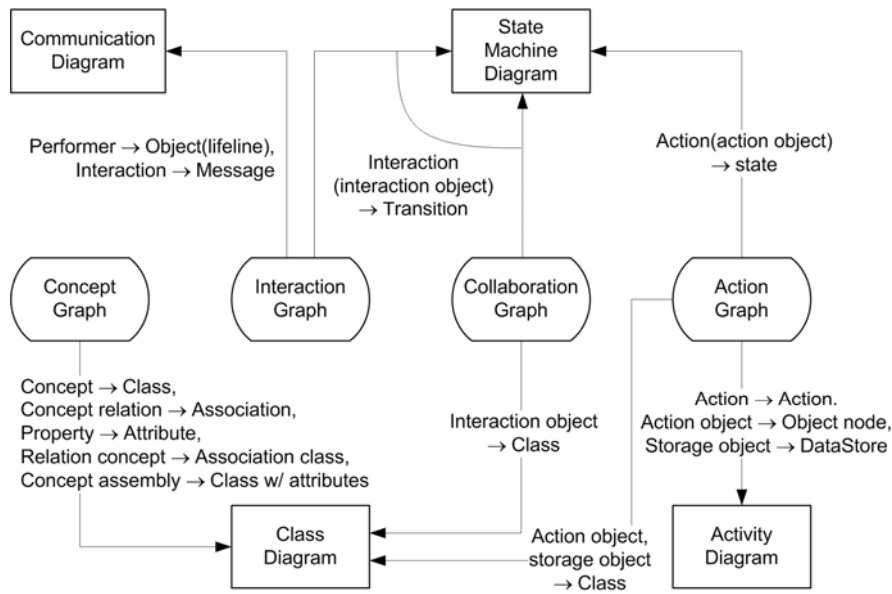 Communication
Diagram
State
Machine
Diagram
Performer → Object(lifeline),
Interaction → Message
Interaction
(interaction object)
→ Transition
Action(action object)
→ state
Concept
Graph
Interaction
Graph
Collaboration
Graph
Action
Graph
Concept → Class,
Concept relation → Association,
Property → Attribute,
Relation concept → Association class,
Concept assembly → Class w/ attributes
Interaction object
→ Class
Action → Action.
Action object → Object node,
Storage object → DataStore
Class
Diagram
Action object,
storage object
→ Class
Activity
Diagram